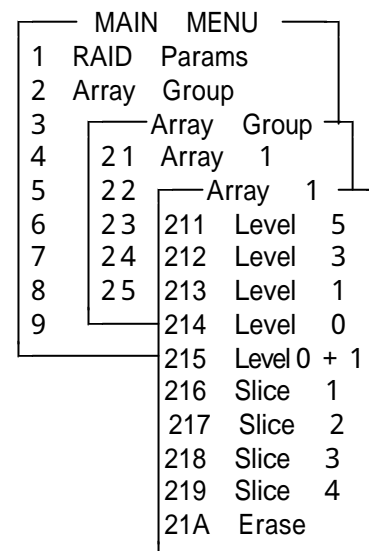 MAIN MENU
1 RAID Params
2 Array Group
3 Array Group
4 21 Array 1
5 22 Array 1
6 23 211 Level 5
7 24 212 Level 3
8 25 213 Level 1
9 214 Level 0
215 Level 0 + 1
216 Slice 1
217 Slice 2
218 Slice 3
219 Slice 4
21A Erase